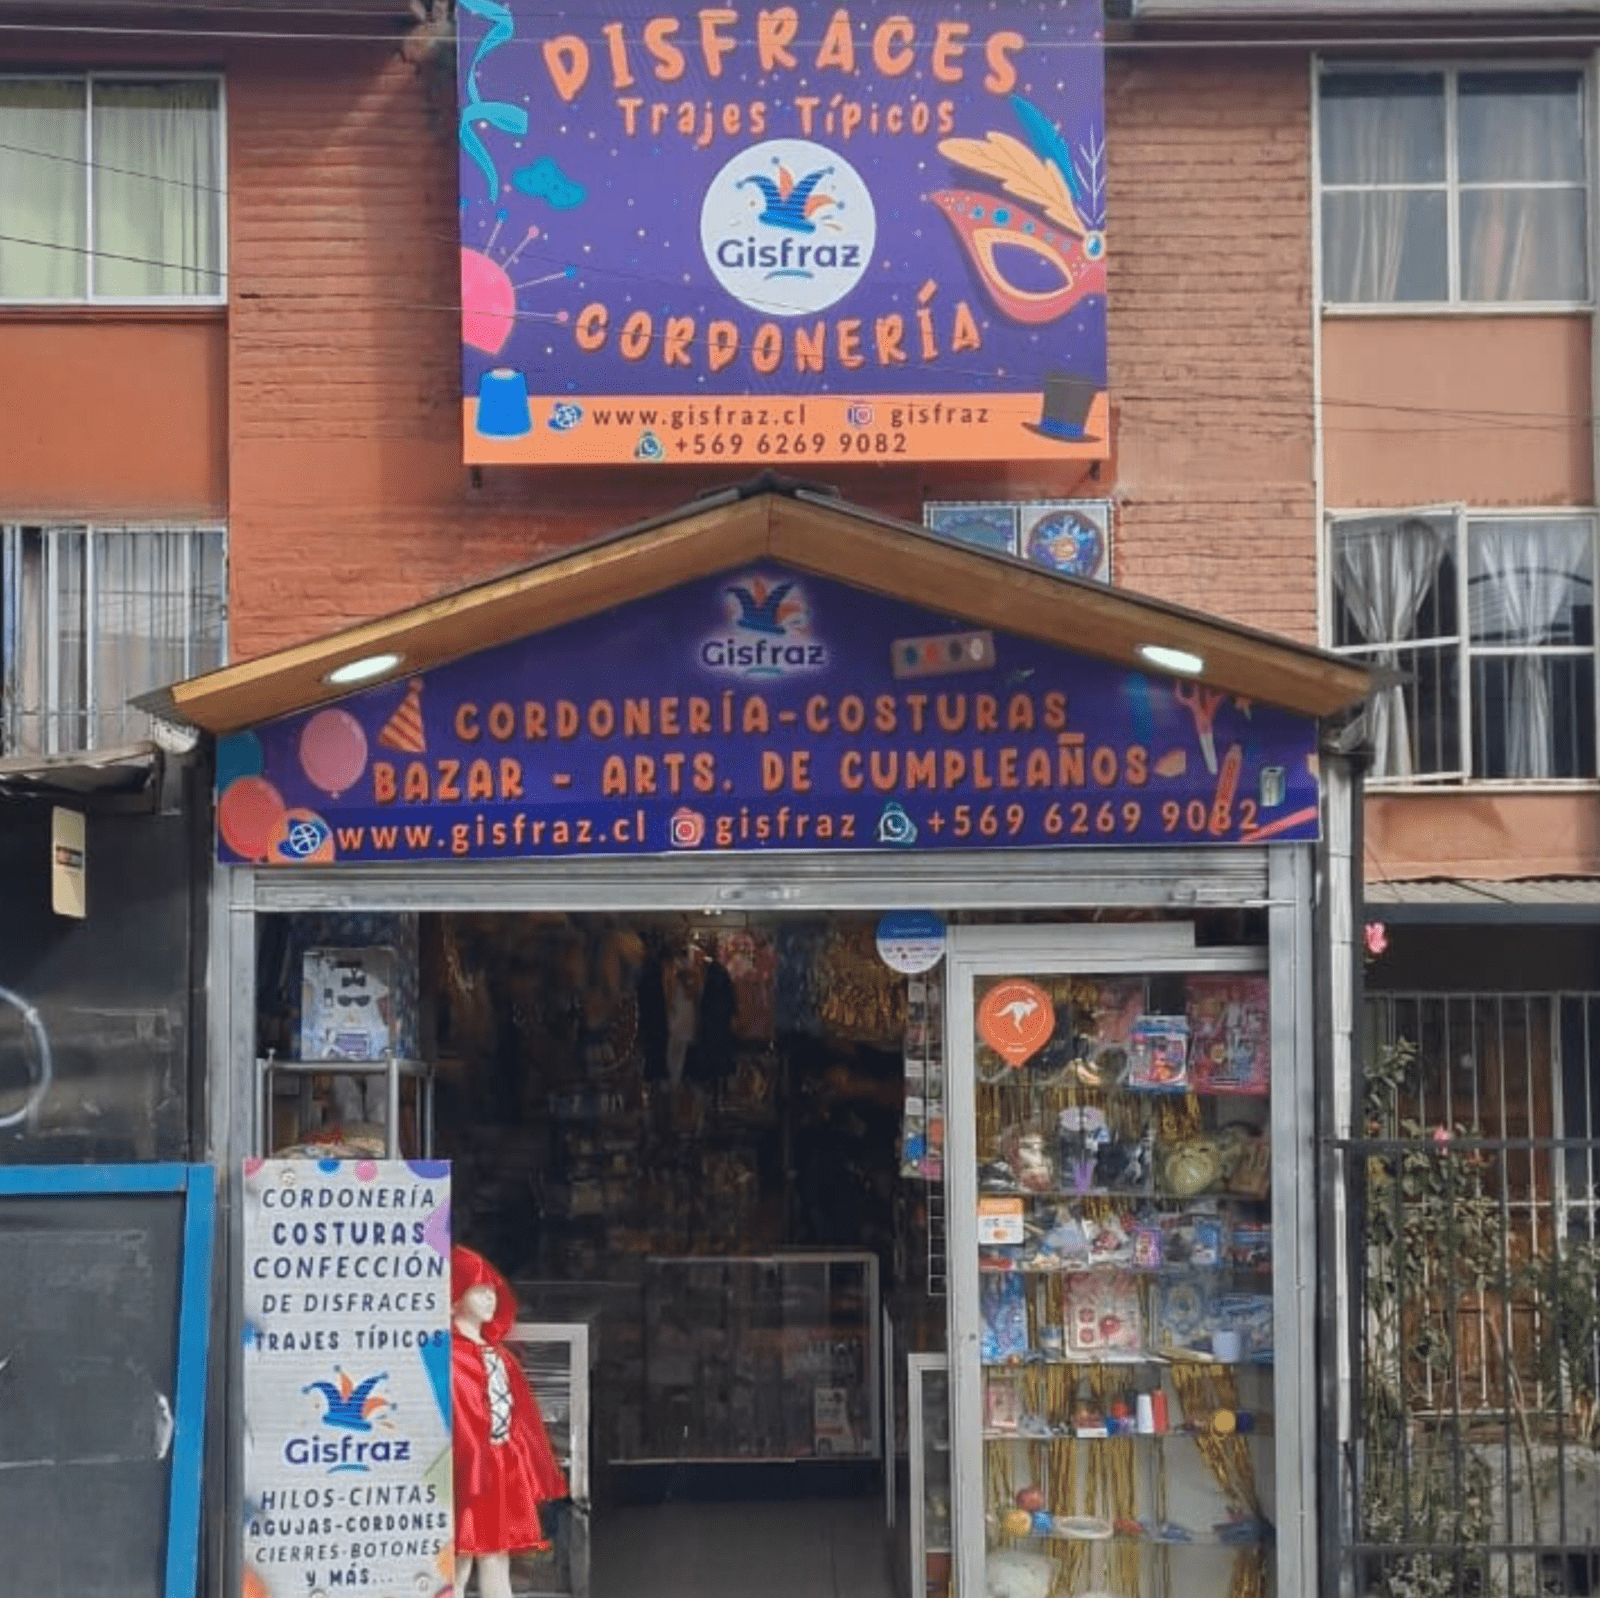 DISFRACES
Trajes Típicos
Gisfraz
CORDONERÍA
www.gisfraz.cl gisfraz
+569 6269 9082
Gisfraz
CORDONERÍA-COSTURAS
BAZAR - ARTS. DE CUMPLEAÑOS
www.gisfraz.cl gisfraz +569 6269 9082
CORDONERÍA
COSTURAS
CONFECCIÓN
DE DISFRACES
TRAJES TÍPICOS
Gisfraz
HILOS-CINTAS
AGUJAS-CORDONES
CIERRES-BOTONES
Y MÁS...